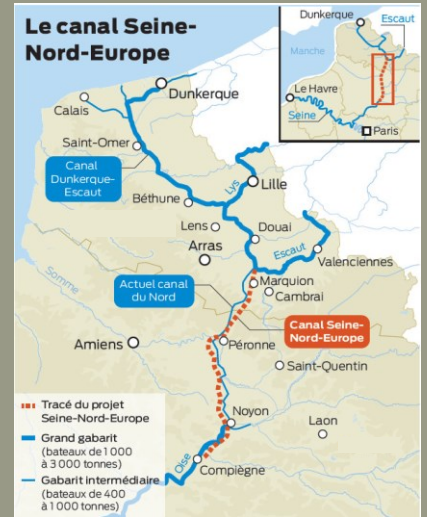 Le canal Seine-
Nord-Europe
Dunkerque
Escaut
Manche
Le Havre
Seine
Paris
Dunkerque
Calais
Saint-Omer
Canal
Dunkerque-
Escaut
Lys
Lille
Béthune
Lens
Douai
Arras
Escaut
Valenciennes
Marquion
Cambrai
Actuel canal
du Nord
Canal Seine-
Nord-Europe
Somme
Amiens
Péronne
Saint-Quentin
Noyon
Laon
Oise
Compiègne
Tracé du projet
Seine-Nord-Europe
Grand gabarit
(bateaux de 1 000
à 3 000 tonnes)
Gabarit intermédiaire
(bateaux de 400
à 1 000 tonnes)